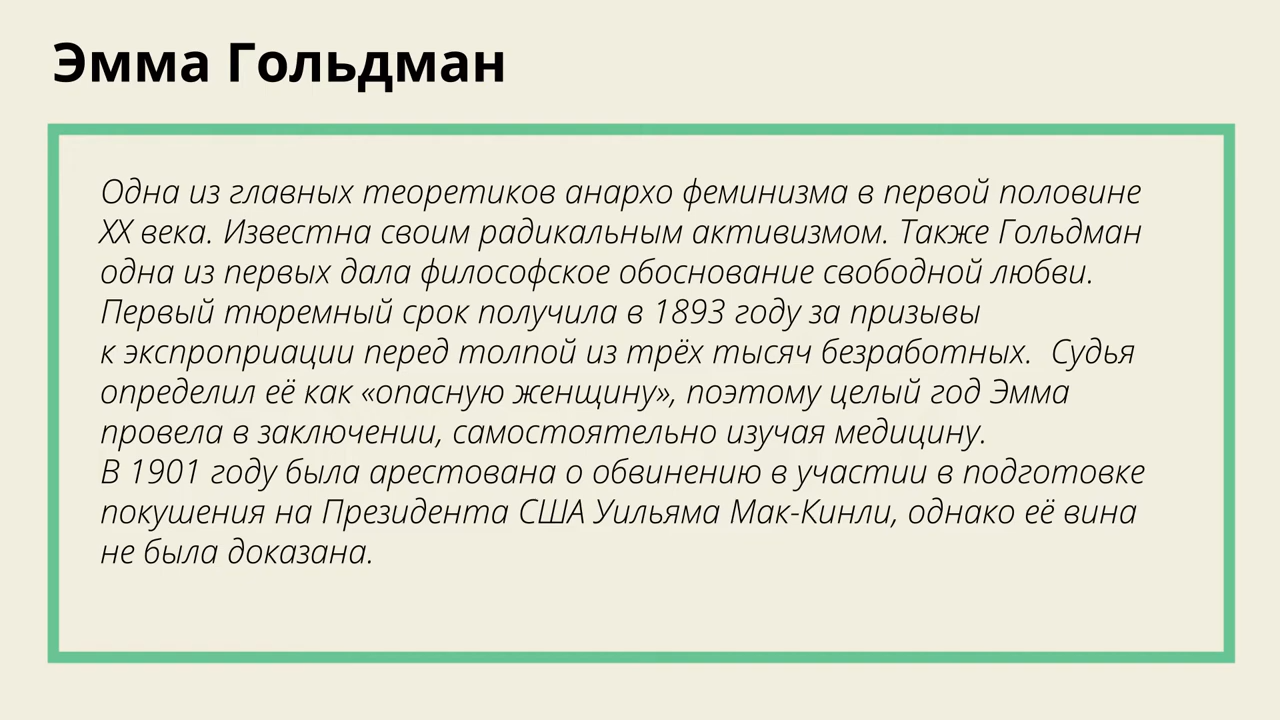 Эмма Гольдман
Одна из главных теоретиков анархо феминизма в первой половине
XX века. Известна своим радикальным активизмом. Также Гольдман
одна из первых дала философское обоснование свободной любви.
Первый тюремный срок получила в 1893 году за призывы
к экспроприации перед толпой из трёх тысяч безработных.  Судья
определил её как «опасную женщину», поэтому целый год Эмма
провела в заключении, самостоятельно изучая медицину.
В 1901 году была арестована о обвинению в участии в подготовке
покушения на Президента США Уильяма Мак-Кинли, однако её вина
не была доказана.